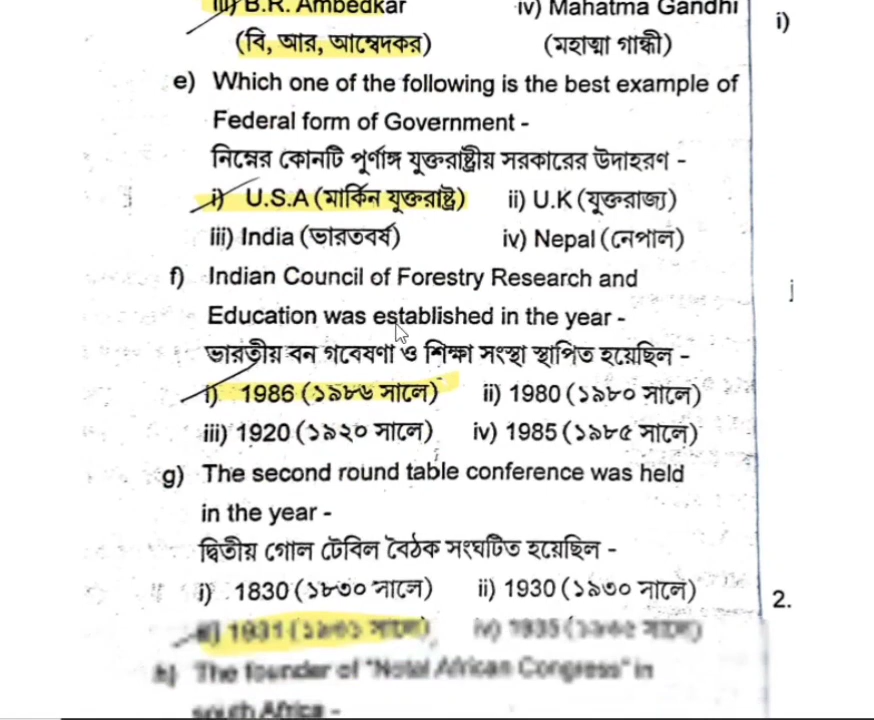 iii) B.R. Ambedkar iv) Mahatma Gandhi i)
(বি, আর, আম্বেদকর) (মহাত্মা গান্ধী)
e) Which one of the following is the best example of
Federal form of Government -
নিম্নের কোনটি পূর্ণাঙ্গ যুক্তরাষ্ট্রীয় সরকারের উদাহরণ -
i) U.S.A (মার্কিন যুক্তরাষ্ট্র) ii) U.K (যুক্তরাজ্য)
iii) India (ভারতবর্ষ) iv) Nepal (নেপাল)
f) Indian Council of Forestry Research and j
Education was established in the year -
ভারতীয় বন গবেষণা ও শিক্ষা সংস্থা স্থাপিত হয়েছিল -
i) 1986 (১৯৮৬ সালে) ii) 1980 (১৯৮০ সালে)
iii) 1920 (১৯২০ সালে) iv) 1985 (১৯৮৫ সালে)
g) The second round table conference was held
in the year -
দ্বিতীয় গোল টেবিল বৈঠক সংঘটিত হয়েছিল -
i) 1830 (১৮৩০ সালে) ii) 1930 (১৯৩০ সালে) 2.
1931 (১৯৩১ সালে) iv) 1935 (১৯৩৫ সালে)
h) The founder of "Natal African Congress" in
south Africa -